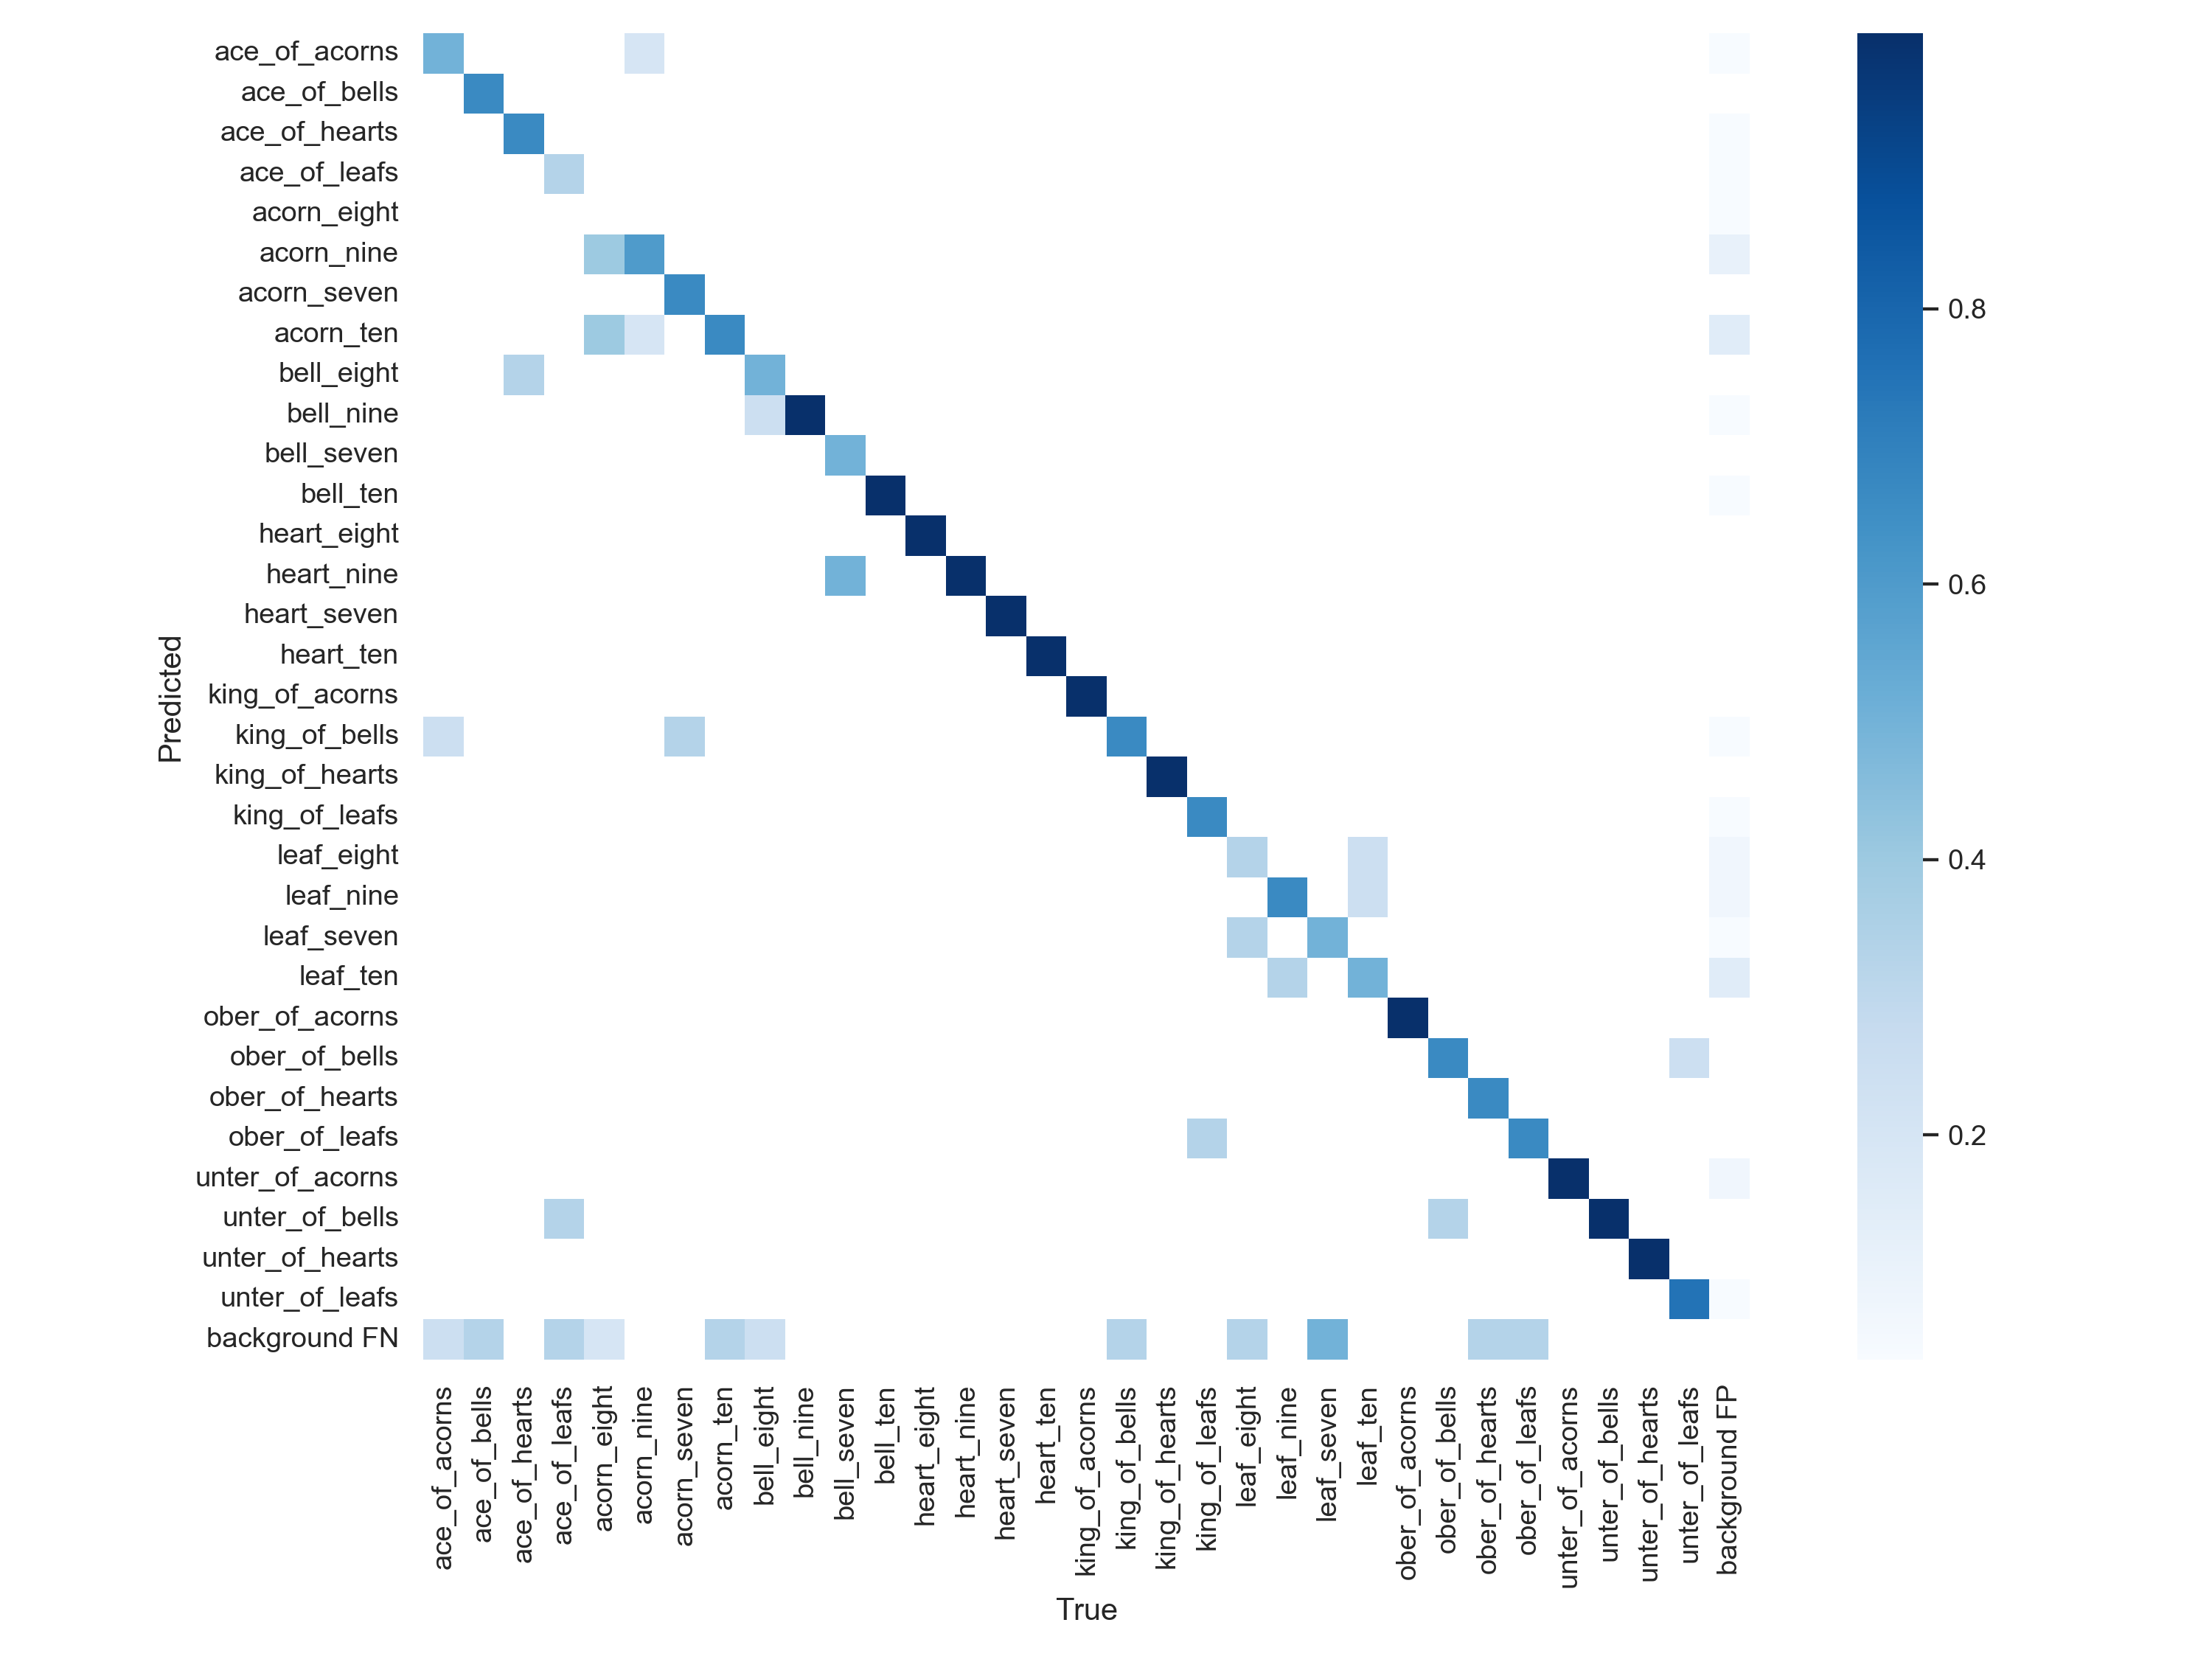 ace_of_acorns
ace_of_bells
ace_of_hearts
ace_of_leafs
acorn_eight
acorn_nine
acorn_seven
acorn_ten
bell_eight
bell_nine
bell_seven
bell_ten
heart_eight
heart_nine
heart_seven
heart_ten
king_of_acorns
king_of_bells
king_of_hearts
king_of_leafs
leaf_eight
leaf_nine
leaf_seven
leaf_ten
ober_of_acorns
ober_of_bells
ober_of_hearts
ober_of_leafs
unter_of_acorns
unter_of_bells
unter_of_hearts
unter_of_leafs
background FN
Predicted
ace_of_acorns
ace_of_bells
ace_of_hearts
ace_of_leafs
acorn_eight
acorn_nine
acorn_seven
acorn_ten
bell_eight
bell_nine
bell_seven
bell_ten
heart_eight
heart_nine
heart_seven
heart_ten
king_of_acorns
king_of_bells
king_of_hearts
king_of_leafs
leaf_eight
leaf_nine
leaf_seven
leaf_ten
ober_of_acorns
ober_of_bells
ober_of_hearts
ober_of_leafs
unter_of_acorns
unter_of_bells
unter_of_hearts
unter_of_leafs
background FP
True
0.8
0.6
0.4
0.2